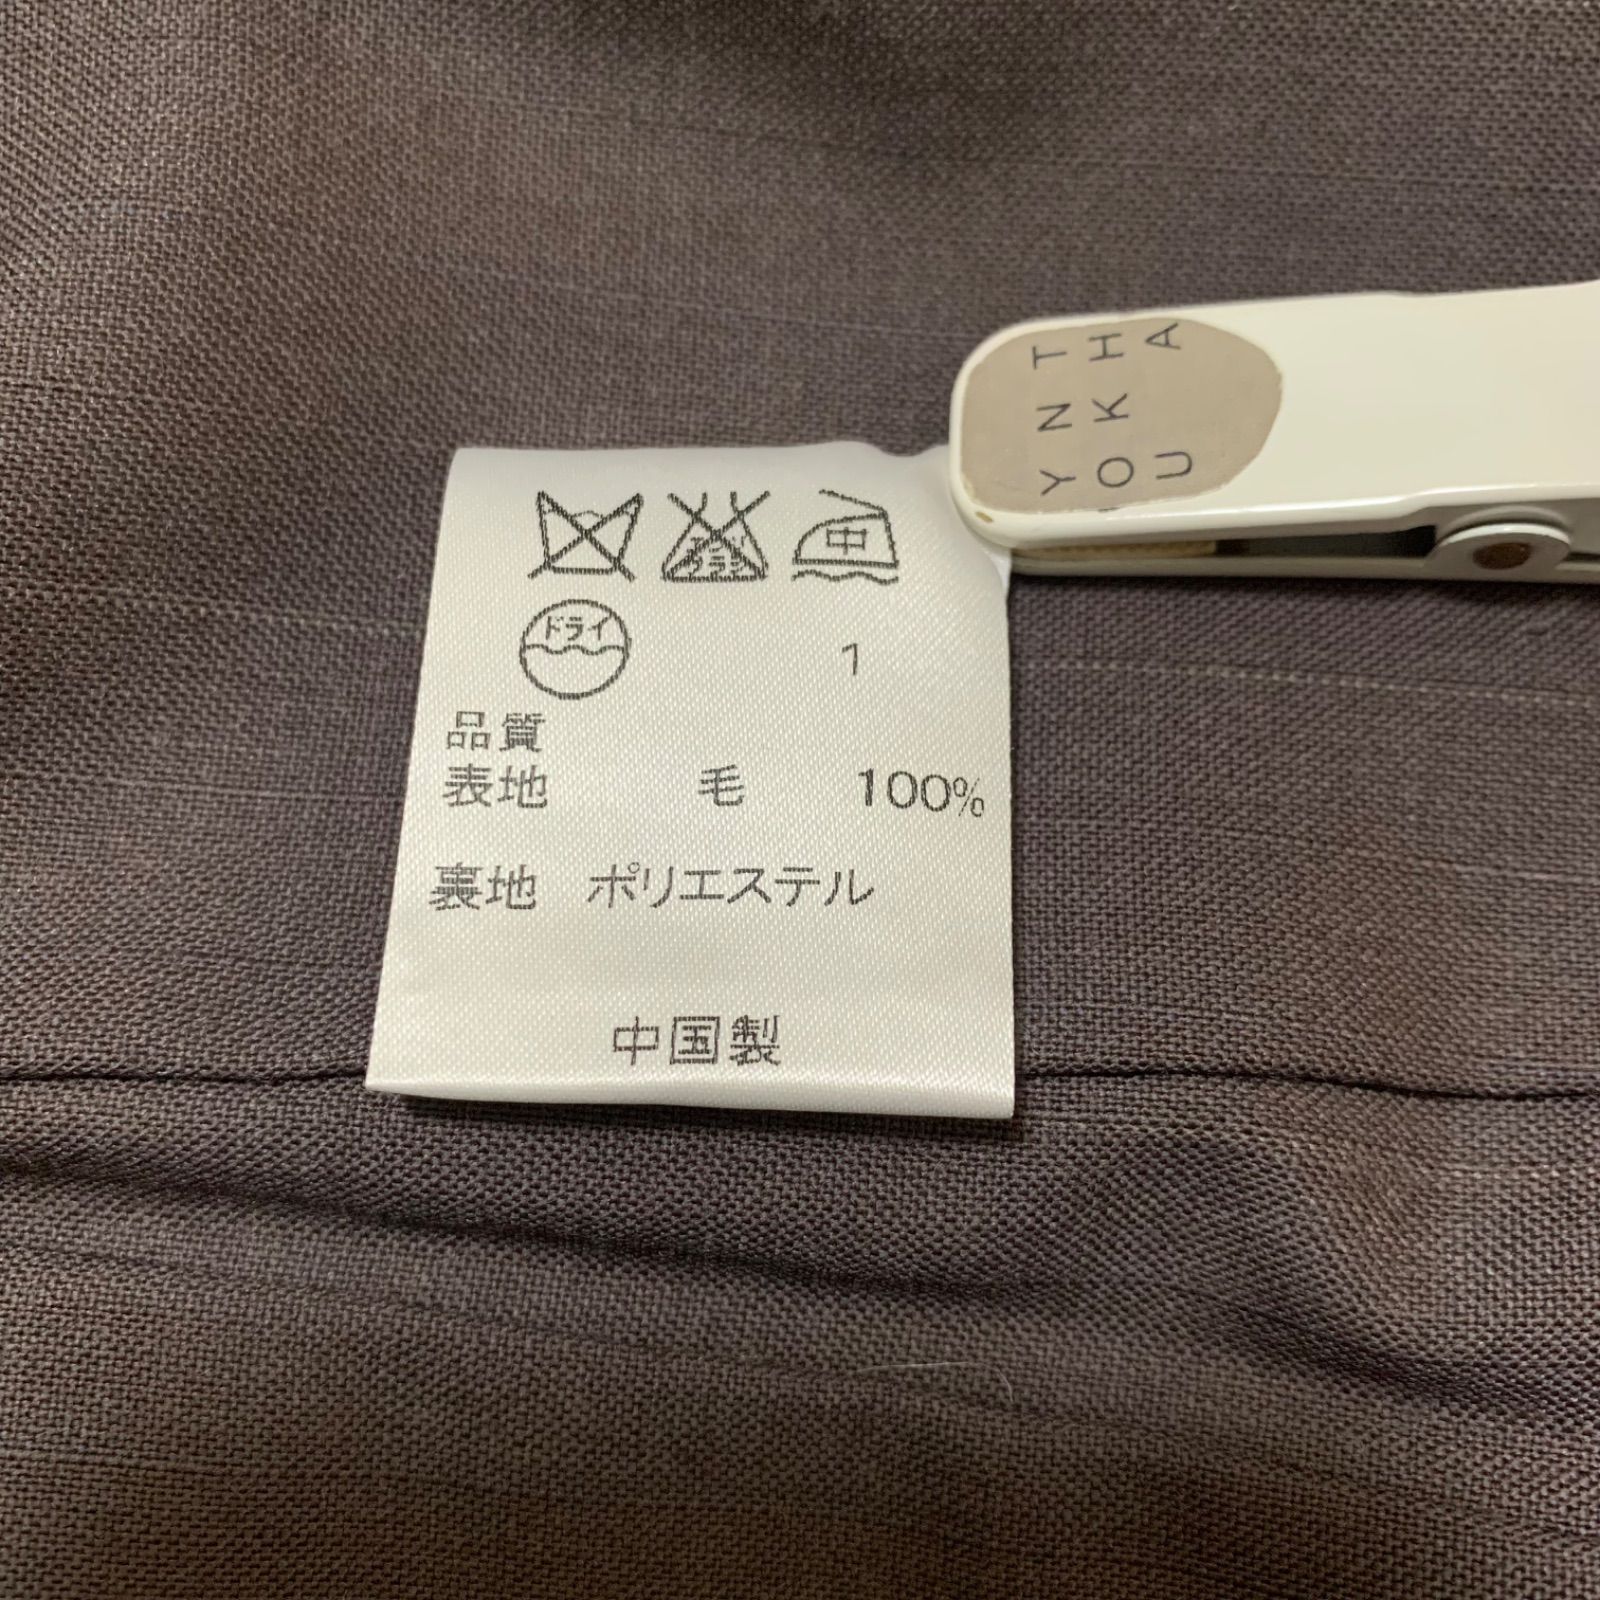 中
ドライ
1
品質
表地 毛 100%
裏地 ポリエステル
中国製